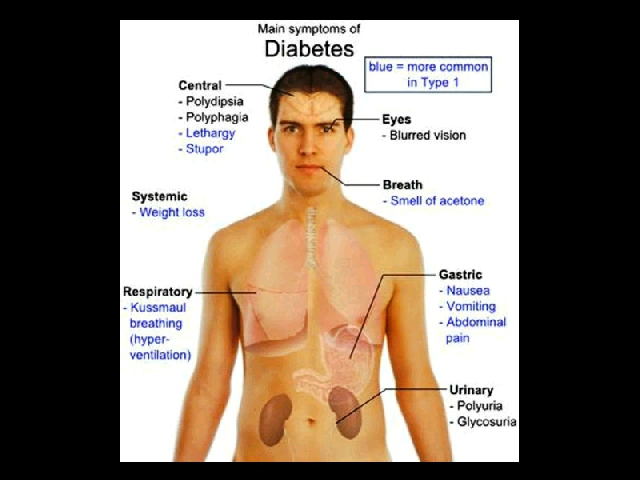 Main symptoms of
Diabetes
blue = more common
in Type 1
Central
- Polydipsia
- Polyphagia
- Lethargy
- Stupor
Eyes
- Blurred vision
Breath
- Smell of acetone
Systemic
- Weight loss
Respiratory
- Kussmaul
breathing
(hyper-
ventilation)
Gastric
- Nausea
- Vomiting
- Abdominal
pain
Urinary
- Polyuria
- Glycosuria